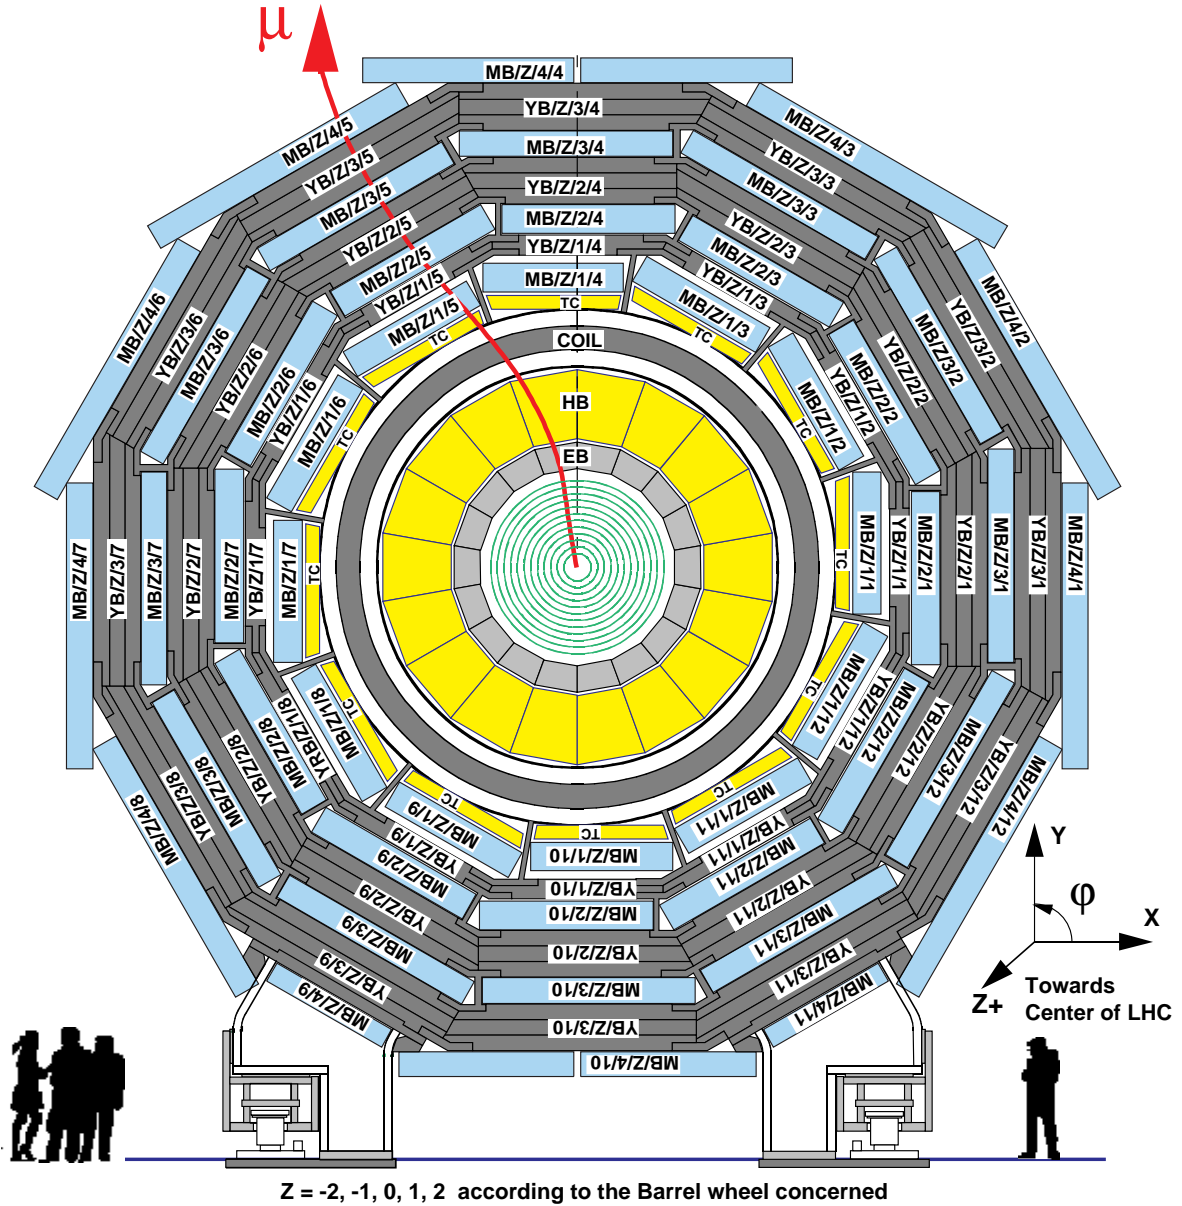 μ
MB/Z/4/4
YB/Z/3/4
MB/Z/3/4
YB/Z/2/4
MB/Z/2/4
YB/Z/1/4
MB/Z/1/4
TC
COIL
HB
EB
MB/Z/4/5
YB/Z/3/5
MB/Z/3/5
YB/Z/2/5
MB/Z/2/5
YB/Z/1/5
MB/Z/1/5
TC
MB/Z/4/3
YB/Z/3/3
MB/Z/3/3
YB/Z/2/3
MB/Z/2/3
YB/Z/1/3
MB/Z/1/3
TC
MB/Z/4/6
YB/Z/3/6
MB/Z/3/6
YB/Z/2/6
MB/Z/2/6
YB/Z/1/6
MB/Z/1/6
TC
MB/Z/4/2
YB/Z/3/2
MB/Z/3/2
YB/Z/2/2
MB/Z/2/2
YB/Z/1/2
MB/Z/1/2
TC
MB/Z/4/7
YB/Z/3/7
MB/Z/3/7
YB/Z/2/7
MB/Z/2/7
YB/Z/1/7
MB/Z/1/7
TC
TC
MB/Z/1/1
YB/Z/1/1
MB/Z/2/1
YB/Z/2/1
MB/Z/3/1
YB/Z/3/1
MB/Z/4/1
MB/Z/4/8
YB/Z/3/8
MB/Z/3/8
YB/Z/2/8
MB/Z/2/8
YRB/Z/1/8
MB/Z/1/8
TC
TC
MB/Z/1/12
YB/Z/1/12
MB/Z/2/12
YB/Z/2/12
MB/Z/3/12
YB/Z/3/12
MB/Z/4/12
TC
MB/Z/1/9
YB/Z/1/9
MB/Z/2/9
YB/Z/2/9
MB/Z/3/9
YB/Z/3/9
MB/Z/4/9
TC
MB/Z/1/11
YB/Z/1/11
MB/Z/2/11
YB/Z/2/11
MB/Z/3/11
YB/Z/3/11
MB/Z/4/11
TC
MB/Z/1/10
YB/Z/1/10
MB/Z/2/10
YB/Z/2/10
MB/Z/3/10
YB/Z/3/10
MB/Z/4/10
Y
φ
X
Z+
Towards
Center of LHC
Z = -2, -1, 0, 1, 2 according to the Barrel wheel concerned